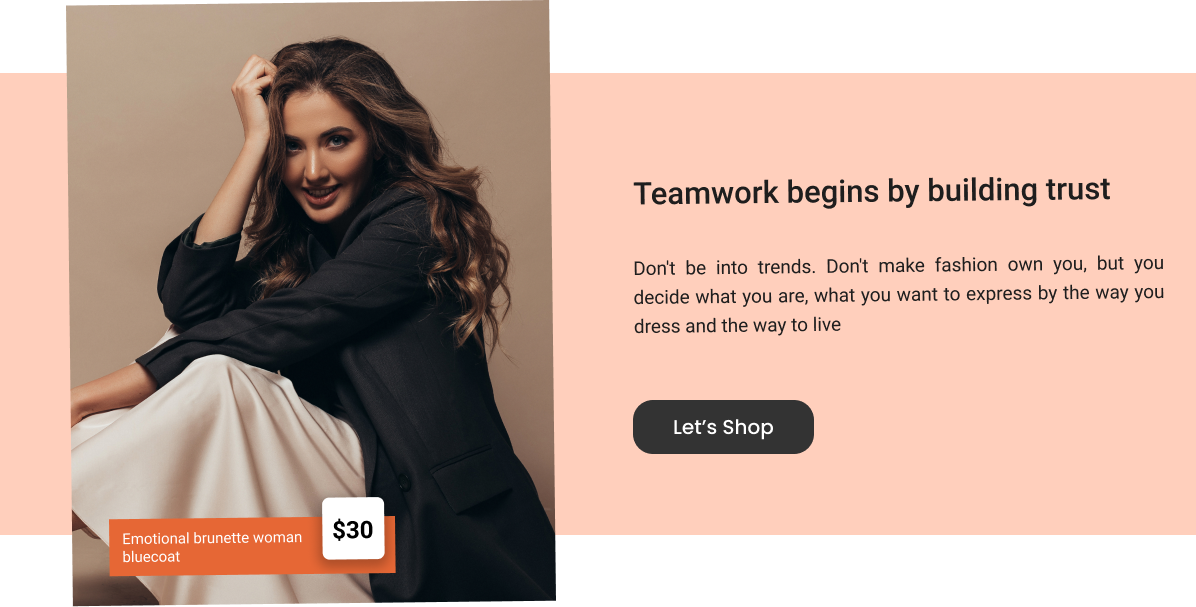 Teamwork begins by building trust
Don't be into trends. Don't make fashion own you, but you
decide what you are, what you want to express by the way you
dress and the way to live
Let’s Shop
Emotional brunette woman
bluecoat
$30